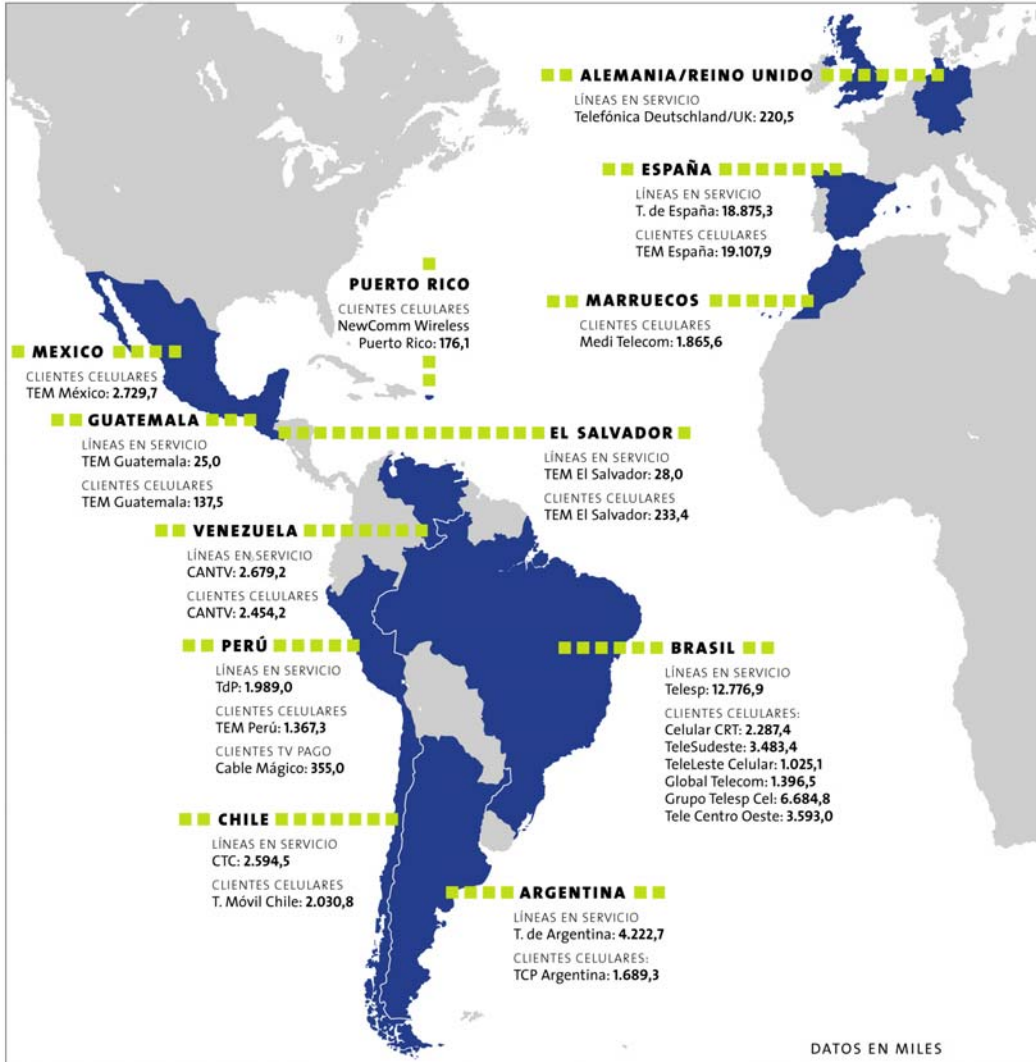 ALEMANIA/REINO UNIDO
LÍNEAS EN SERVICIO
Telefónica Deutschland/UK: 220,5
ESPAÑA
LÍNEAS EN SERVICIO
T. de España: 18.875,3
CLIENTES CELULARES
TEM España: 19.107,9
PUERTO RICO
CLIENTES CELULARES
NewComm Wireless
Puerto Rico: 176,1
MARRUECOS
CLIENTES CELULARES
Medi Telecom: 1.865,6
MEXICO
CLIENTES CELULARES
TEM México: 2.729,7
GUATEMALA
LÍNEAS EN SERVICIO
TEM Guatemala: 25,0
CLIENTES CELULARES
TEM Guatemala: 137,5
EL SALVADOR
LÍNEAS EN SERVICIO
TEM El Salvador: 28,0
CLIENTES CELULARES
TEM El Salvador: 233,4
VENEZUELA
LÍNEAS EN SERVICIO
CANTV: 2.679,2
CLIENTES CELULARES
CANTV: 2.454,2
PERÚ
LÍNEAS EN SERVICIO
TdP: 1.989,0
CLIENTES CELULARES
TEM Perú: 1.367,3
CLIENTES TV PAGO
Cable Mágico: 355,0
BRASIL
LÍNEAS EN SERVICIO
Telesp: 12.776,9
CLIENTES CELULARES:
Celular CRT: 2.287,4
TeleSudeste: 3.483,4
TeleLeste Celular: 1.025,1
Global Telecom: 1.396,5
Grupo Telesp Cel: 6.684,8
Tele Centro Oeste: 3.593,0
CHILE
LÍNEAS EN SERVICIO
CTC: 2.594,5
CLIENTES CELULARES
T. Móvil Chile: 2.030,8
ARGENTINA
LÍNEAS EN SERVICIO
T. de Argentina: 4.222,7
CLIENTES CELULARES:
TCP Argentina: 1.689,3
DATOS EN MILES